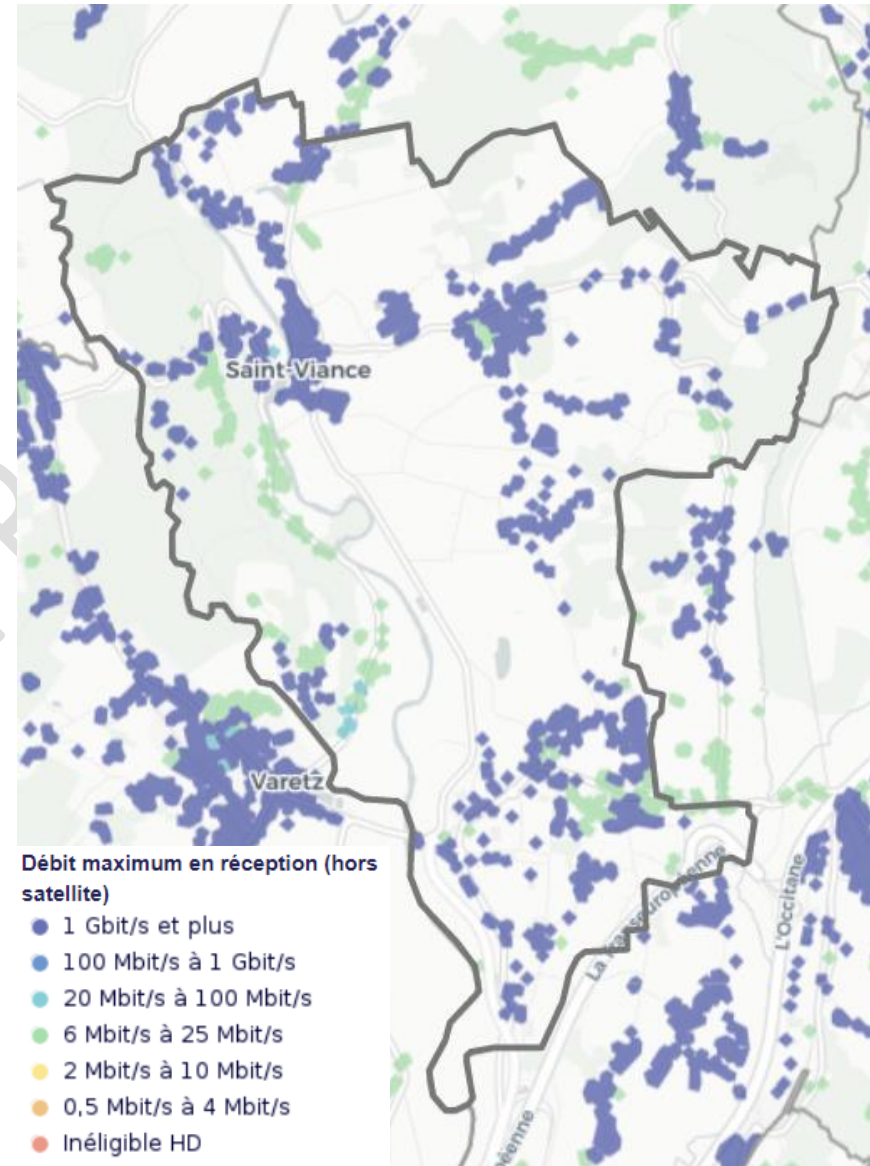 Saint-Viance
Varetz
La Transeuropéenne
L'Occitane
éenne
Débit maximum en réception (hors
satellite)
1 Gbit/s et plus
100 Mbit/s à 1 Gbit/s
20 Mbit/s à 100 Mbit/s
6 Mbit/s à 25 Mbit/s
2 Mbit/s à 10 Mbit/s
0,5 Mbit/s à 4 Mbit/s
Inéligible HD